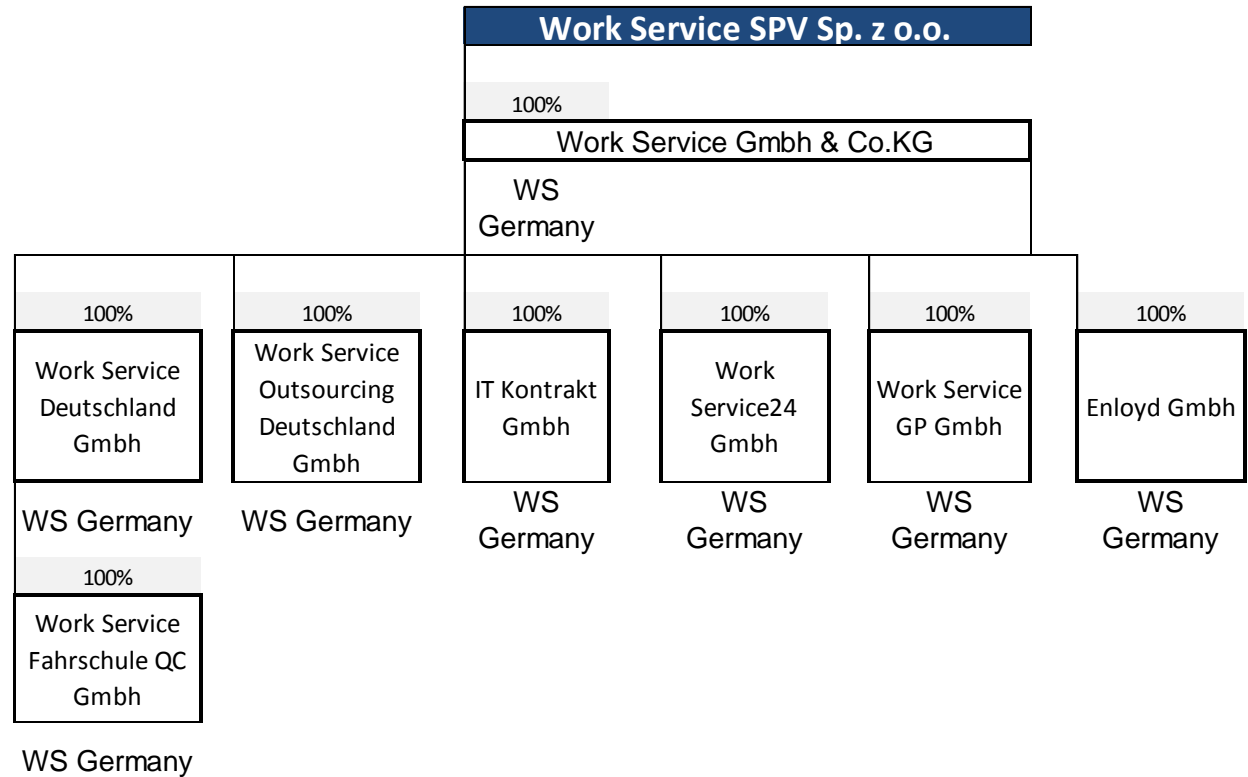 Work Service SPV Sp. z o.o.
100%
Work Service Gmbh & Co.KG
WS
Germany
100%
Work Service
Deutschland
Gmbh
WS Germany
100%
Work Service
Fahrschule QC
Gmbh
WS Germany
100%
Work Service
Outsourcing
Deutschland
Gmbh
WS Germany
100%
IT Kontrakt
Gmbh
WS
Germany
100%
Work
Service24
Gmbh
WS
Germany
100%
Work Service
GP Gmbh
WS
Germany
100%
Enloyd Gmbh
WS
Germany